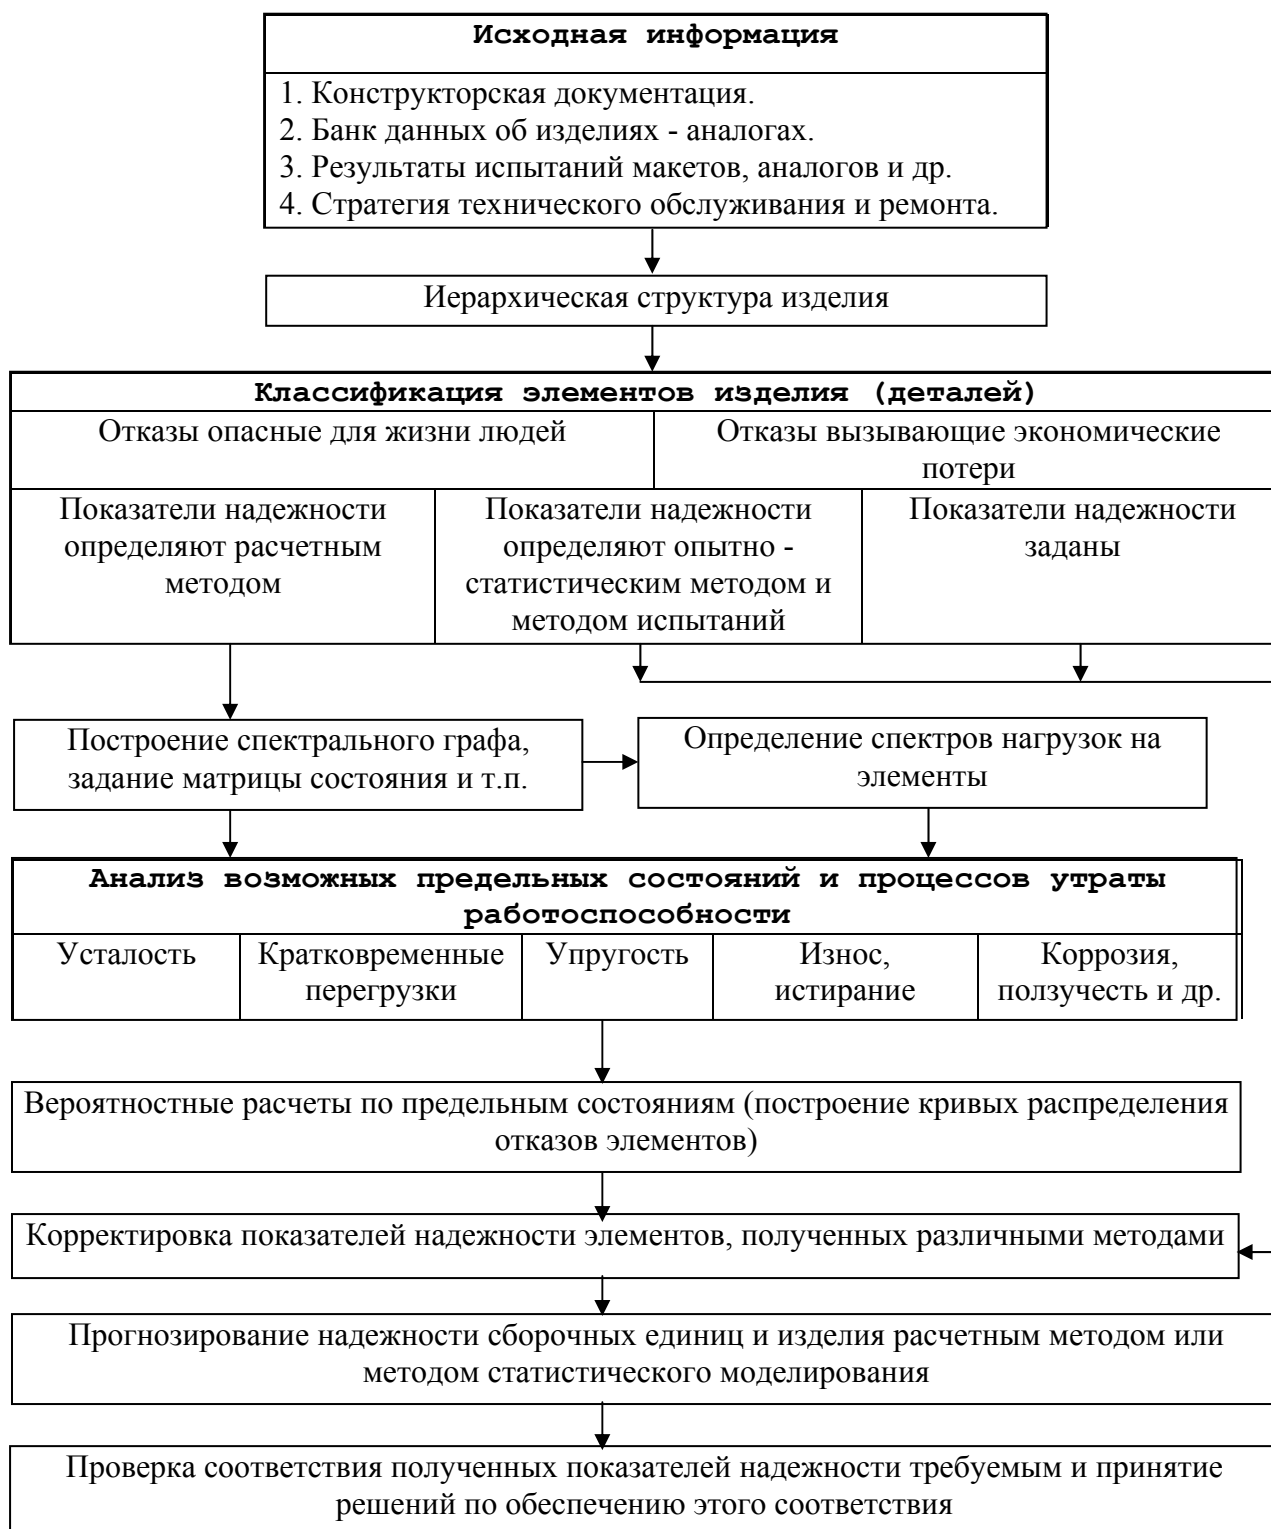 Исходная информация
1. Конструкторская документация.
2. Банк данных об изделиях - аналогах.
3. Результаты испытаний макетов, аналогов и др.
4. Стратегия технического обслуживания и ремонта.
Иерархическая структура изделия
Классификация элементов изделия (деталей)
Отказы опасные для жизни людей
Отказы вызывающие экономические
потери
Показатели надежности
определяют расчетным
методом
Показатели надежности
определяют опытно -
статистическим методом и
методом испытаний
Показатели надежности
заданы
Построение спектрального графа,
задание матрицы состояния и т.п.
Определение спектров нагрузок на
элементы
Анализ возможных предельных состояний и процессов утраты
работоспособности
Усталость
Кратковременные
перегрузки
Упругость
Износ,
истирание
Коррозия,
ползучесть и др.
Вероятностные расчеты по предельным состояниям (построение кривых распределения
отказов элементов)
Корректировка показателей надежности элементов, полученных различными методами
Прогнозирование надежности сборочных единиц и изделия расчетным методом или
методом статистического моделирования
Проверка соответствия полученных показателей надежности требуемым и принятие
решений по обеспечению этого соответствия